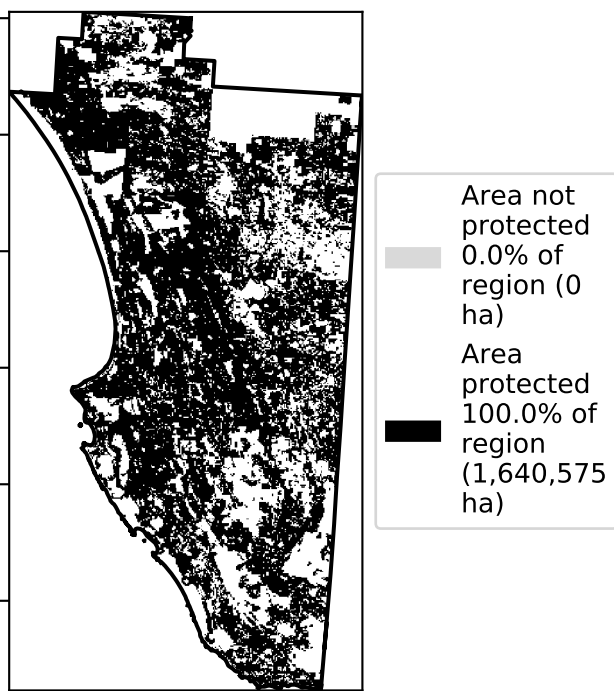 Area not
protected
0.0% of
region (0
ha)
Area
protected
100.0% of
region
(1,640,575
ha)